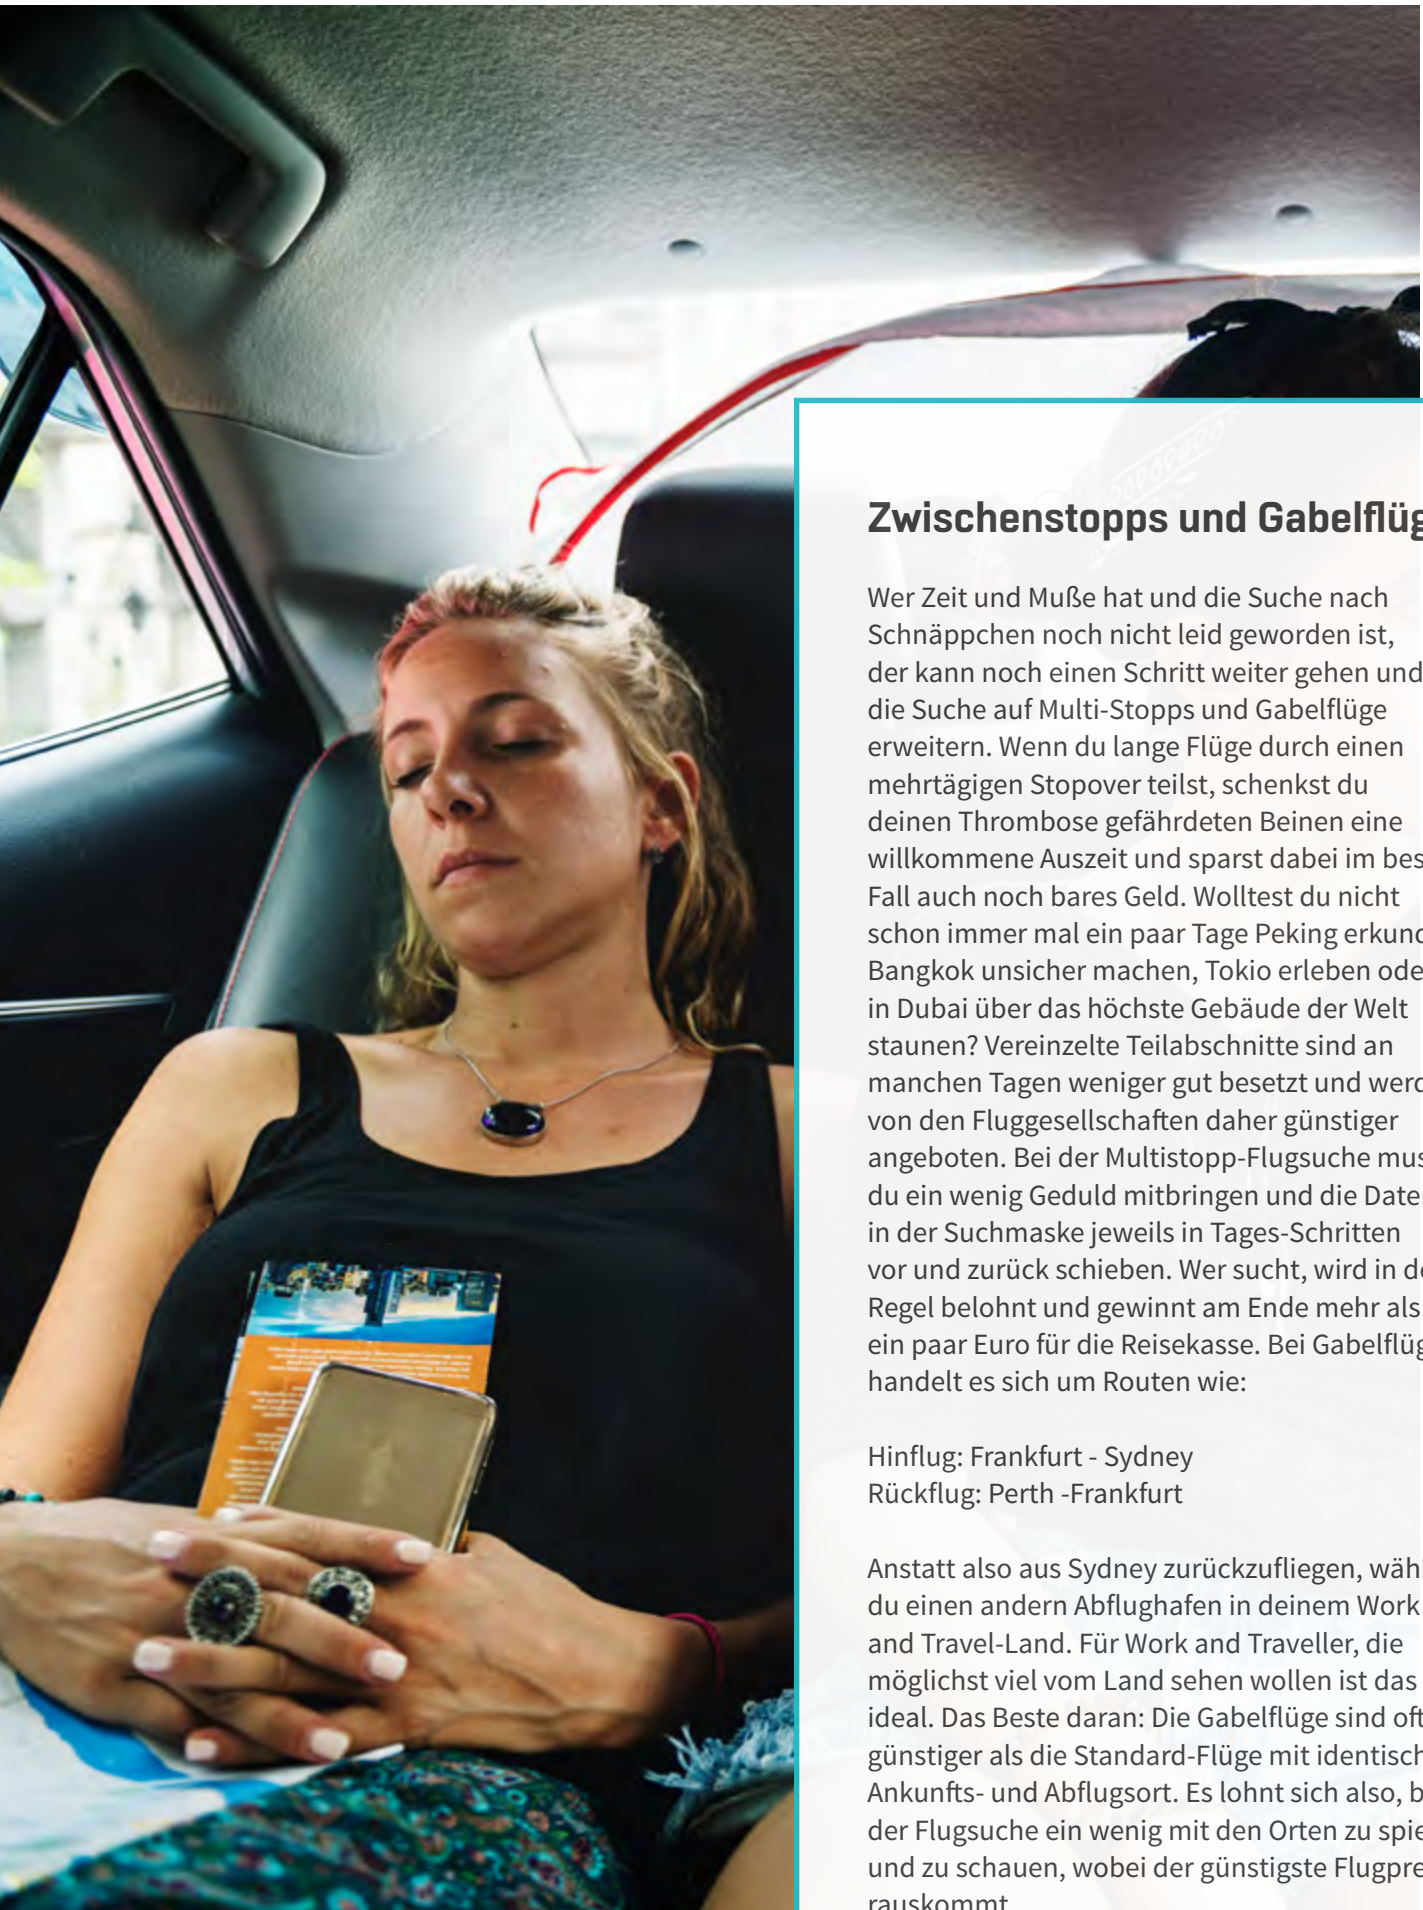 Zwischenstopps und Gabelflüg
Wer Zeit und Muße hat und die Suche nach
Schnäppchen noch nicht leid geworden ist,
der kann noch einen Schritt weiter gehen und
die Suche auf Multi-Stopps und Gabelflüge
erweitern. Wenn du lange Flüge durch einen
mehrtägigen Stopover teilst, schenkst du
deinen Thrombose gefährdeten Beinen eine
willkommene Auszeit und sparst dabei im bes
Fall auch noch bares Geld. Wolltest du nicht
schon immer mal ein paar Tage Peking erkund
Bangkok unsicher machen, Tokio erleben ode
in Dubai über das höchste Gebäude der Welt
staunen? Vereinzelte Teilabschnitte sind an
manchen Tagen weniger gut besetzt und werd
von den Fluggesellschaften daher günstiger
angeboten. Bei der Multistopp-Flugsuche mus
du ein wenig Geduld mitbringen und die Date
in der Suchmaske jeweils in Tages-Schritten
vor und zurück schieben. Wer sucht, wird in de
Regel belohnt und gewinnt am Ende mehr als
ein paar Euro für die Reisekasse. Bei Gabelflüg
handelt es sich um Routen wie:
Hinflug: Frankfurt - Sydney
Rückflug: Perth -Frankfurt
Anstatt also aus Sydney zurückzufliegen, wähl
du einen andern Abflughafen in deinem Work
and Travel-Land. Für Work and Traveller, die
möglichst viel vom Land sehen wollen ist das
ideal. Das Beste daran: Die Gabelflüge sind oft
günstiger als die Standard-Flüge mit identisch
Ankunfts- und Abflugsort. Es lohnt sich also, b
der Flugsuche ein wenig mit den Orten zu spie
und zu schauen, wobei der günstigste Flugpre
rauskommt